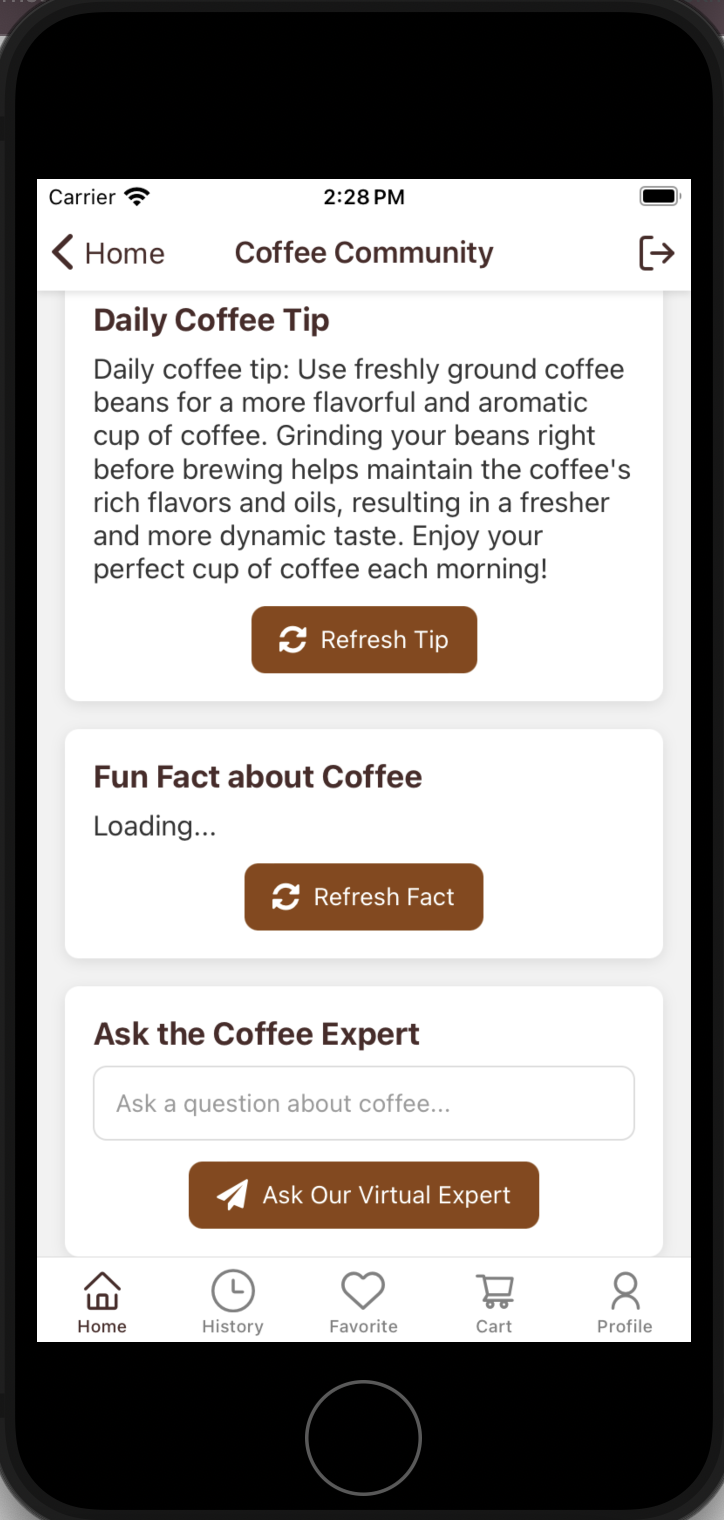 Carrier 2:28 PM
Home Coffee Community
Daily Coffee Tip
Daily coffee tip: Use freshly ground coffee
beans for a more flavorful and aromatic
cup of coffee. Grinding your beans right
before brewing helps maintain the coffee's
rich flavors and oils, resulting in a fresher
and more dynamic taste. Enjoy your
perfect cup of coffee each morning!
Refresh Tip
Fun Fact about Coffee
Loading...
Refresh Fact
Ask the Coffee Expert
Ask a question about coffee...
Ask Our Virtual Expert
Home History Favorite Cart Profile